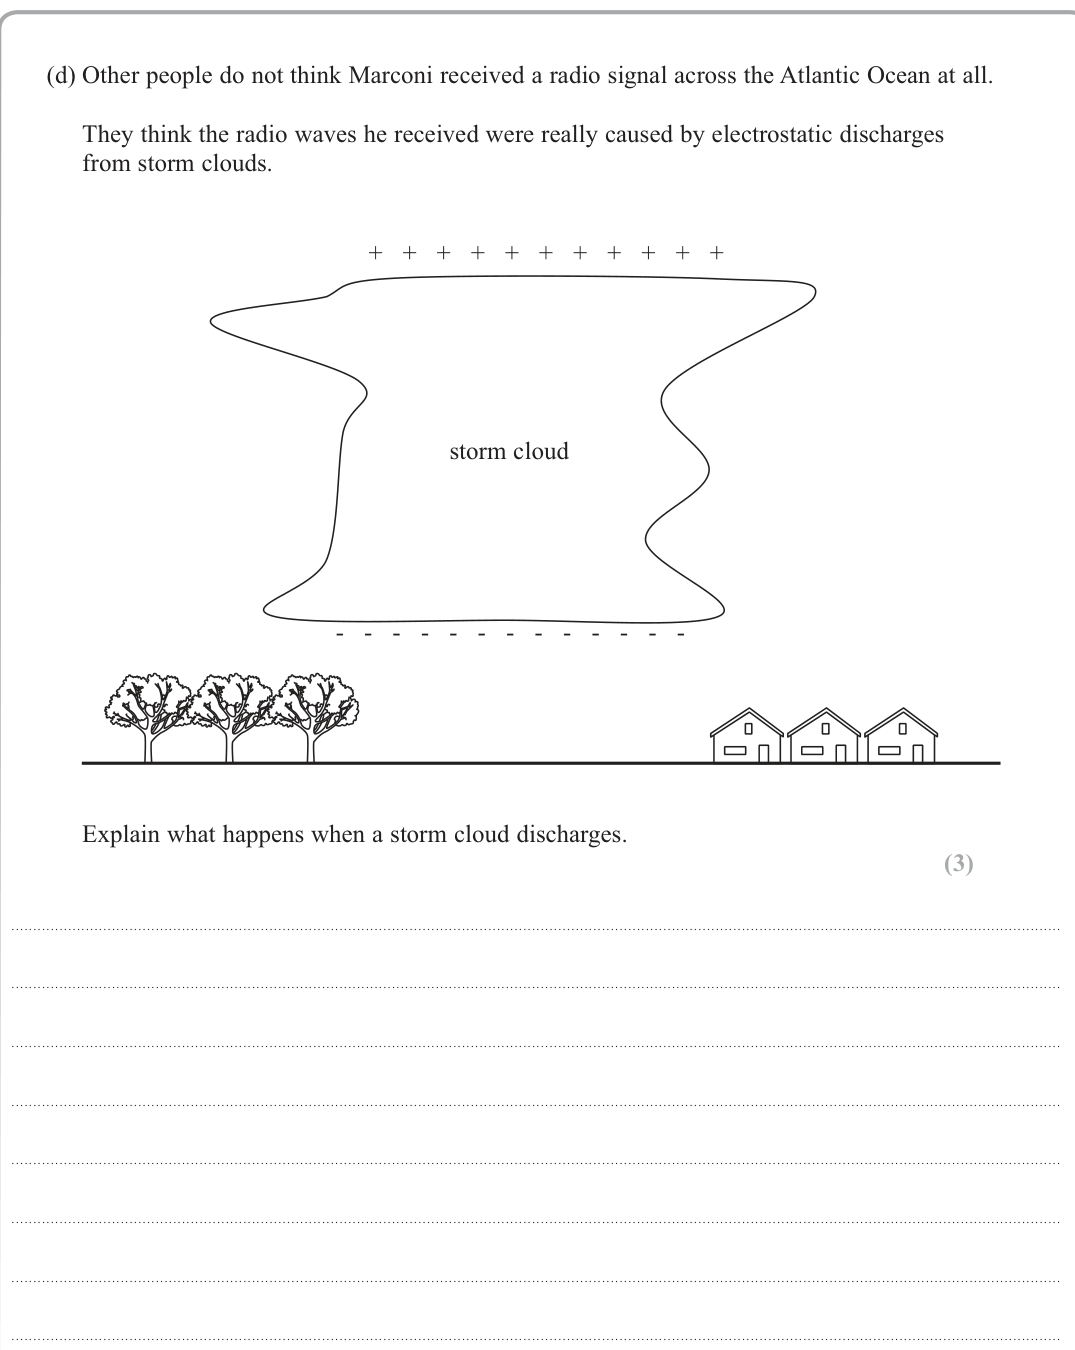 (d) Other people do not think Marconi received a radio signal across the Atlantic Ocean at all.
They think the radio waves he received were really caused by electrostatic discharges
from storm clouds.
+ + + + + + + + + + +
storm cloud
- - - - - - - - - - - - -
Explain what happens when a storm cloud discharges.
(3)